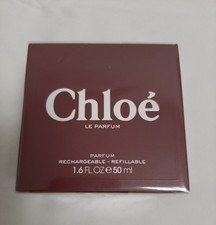 Chloé
LE PARFUM
PARFUM
RECHARGEABLE - REFILLABLE
1.6 FL OZ ℮ 50 ml